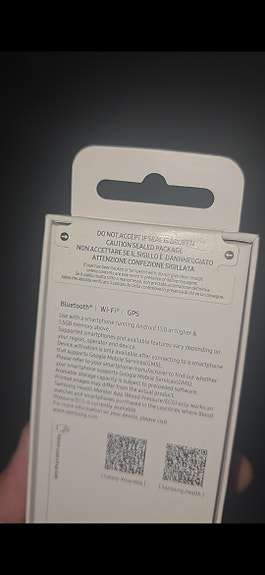 DO NOT ACCEPT IF SEAL IS BROKEN
CAUTION SEALED PACKAGE
NON ACCETTARE SE IL SIGILLO È DANNEGGIATO
ATTENZIONE CONFEZIONE SIGILLATA
Bluetooth® | Wi-Fi® | GPS
Use with a smartphone running Android 11.0 or higher &
1.5GB memory above.
Supported smartphones and available features vary depending on
your region, operator and device.
Device activation is only available after connecting to a smartphone
that supports Google Mobile Services(GMS).
Please refer to your smartphone manufacturer to find out whether
your smartphone supports Google Mobile Services(GMS).
Available storage capacity is subject to preloaded software.
Printed images may differ from the actual product.
Samsung Health Monitor App (Blood Pressure/ECG) only works on
watches and smartphones purchased in the countries where Blood
Pressure/ECG is currently available.
For more information on your device, please visit
www.samsung.com
[ Galaxy Wearable ]
[ Samsung Health ]